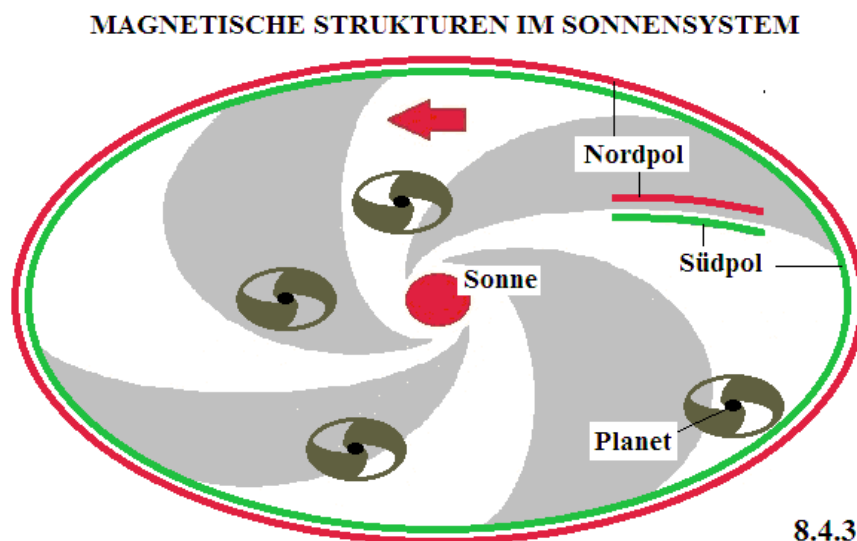 MAGNETISCHE STRUKTUREN IM SONNENSYSTEM
Nordpol
Südpol
Sonne
Planet
8.4.3